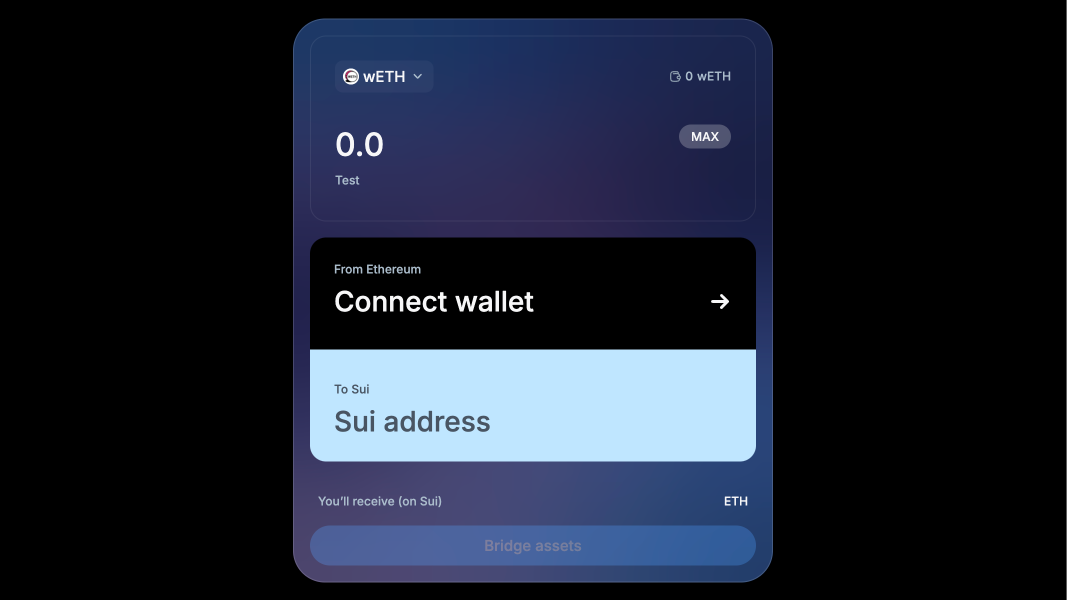 wETH
0 wETH
0.0
MAX
Test
From Ethereum
Connect wallet
To Sui
Sui address
You'll receive (on Sui)
ETH
Bridge assets